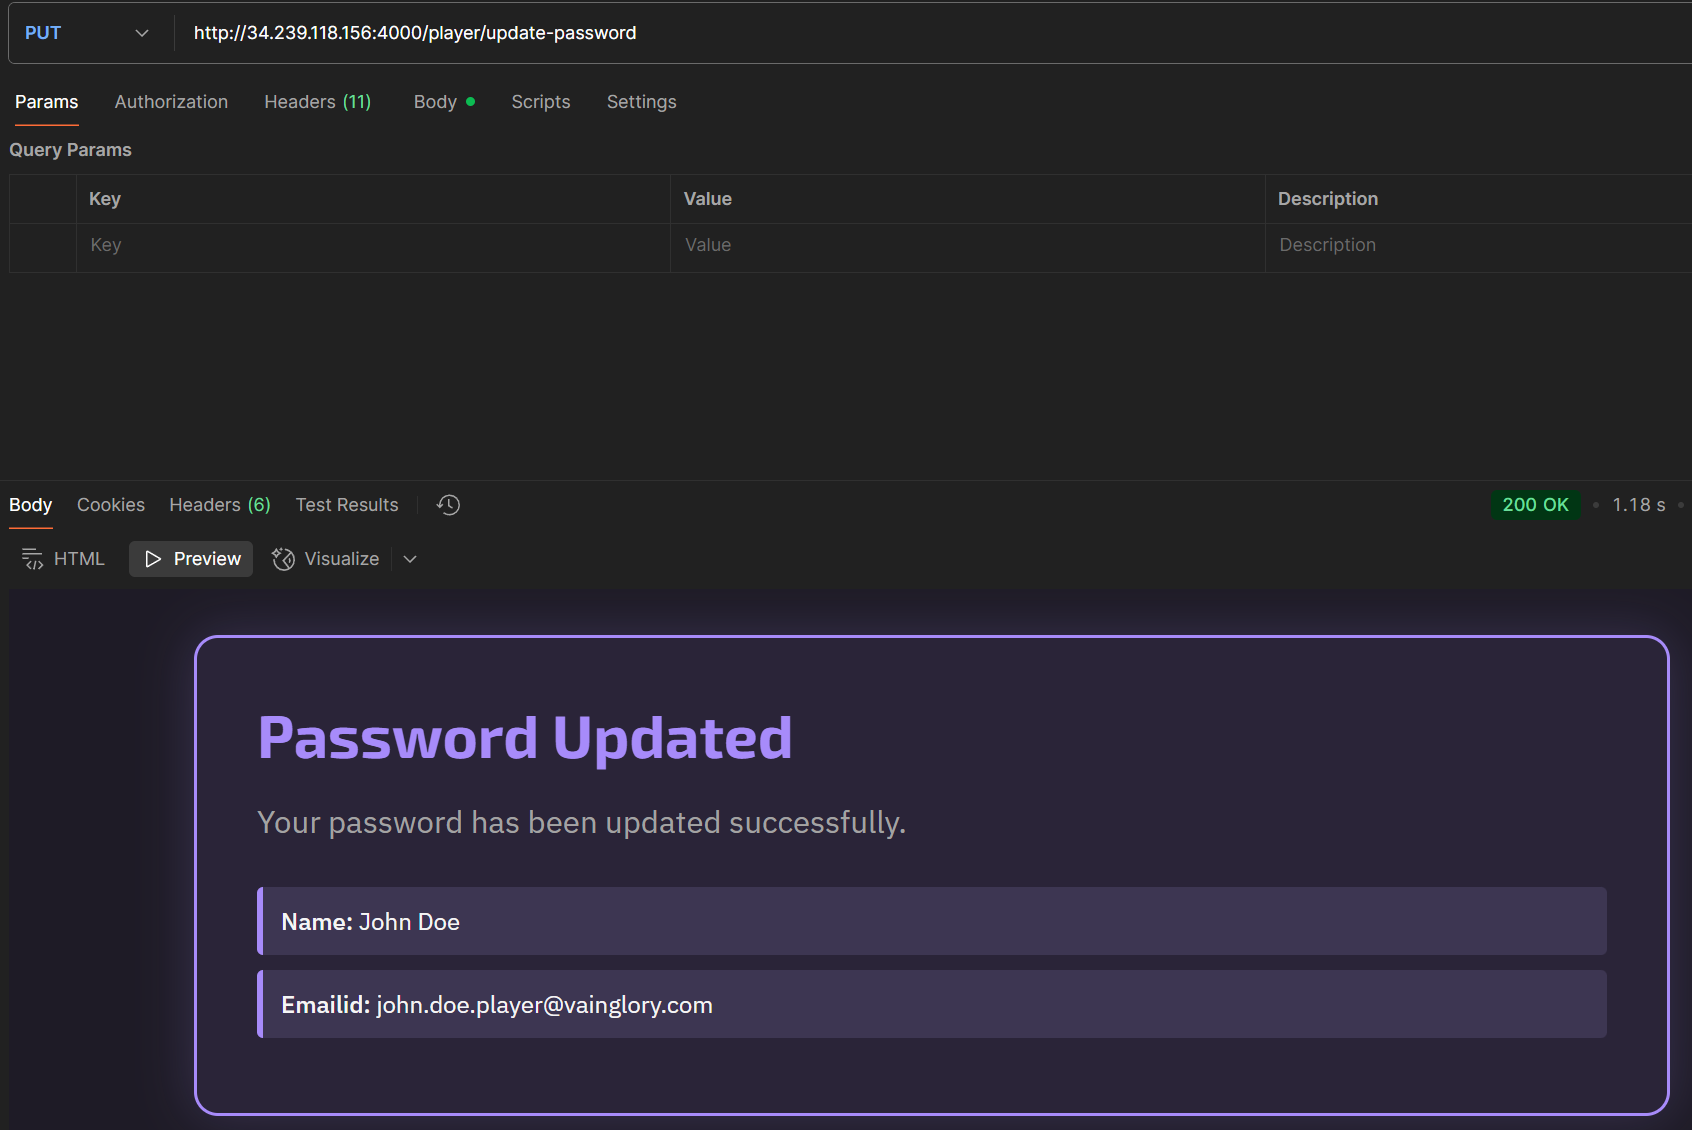 PUT http://34.239.118.156:4000/player/update-password
Params Authorization Headers (11) Body Scripts Settings
Query Params
Key Value Description
Key Value Description
Body Cookies Headers (6) Test Results 200 OK 1.18 s
HTML Preview Visualize
Password Updated
Your password has been updated successfully.
Name: John Doe
Emailid: john.doe.player@vainglory.com